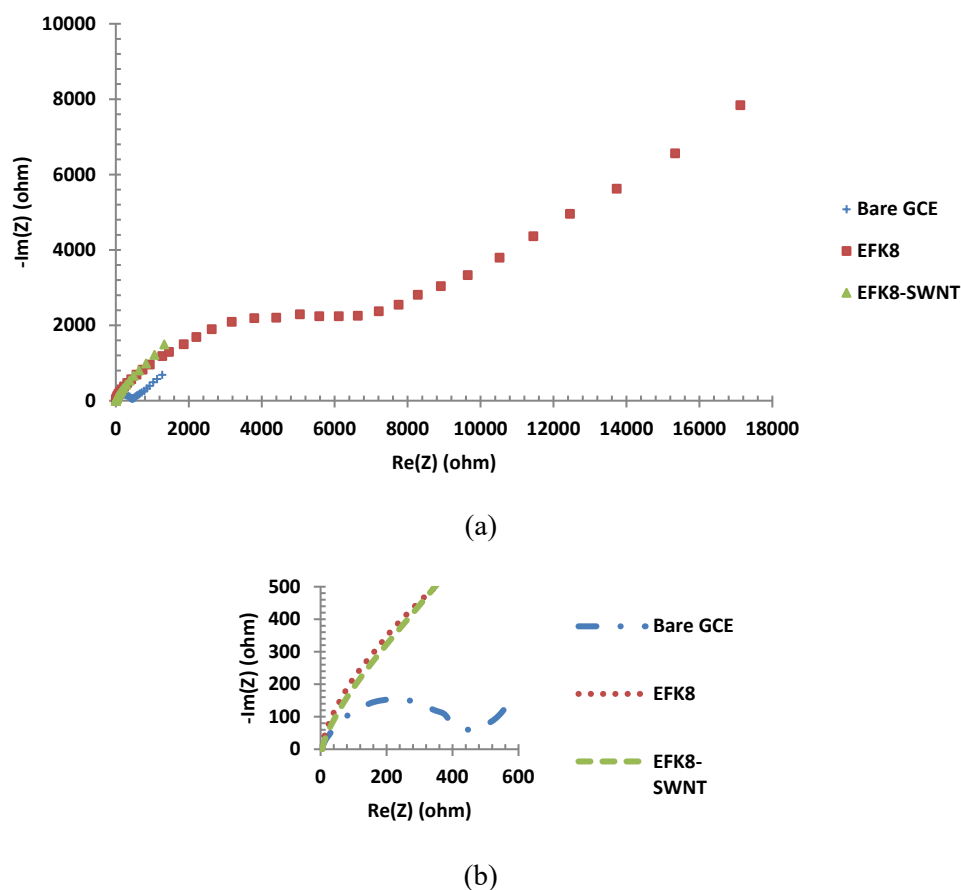 10000
8000
6000
4000
2000
0
-Im(Z) (ohm)
0 2000 4000 6000 8000 10000 12000 14000 16000 18000
Re(Z) (ohm)
Bare GCE
EFK8
EFK8-SWNT
(a)
500
400
300
200
100
0
-Im(Z) (ohm)
0 200 400 600
Re(Z) (ohm)
Bare GCE
EFK8
EFK8-
SWNT
(b)